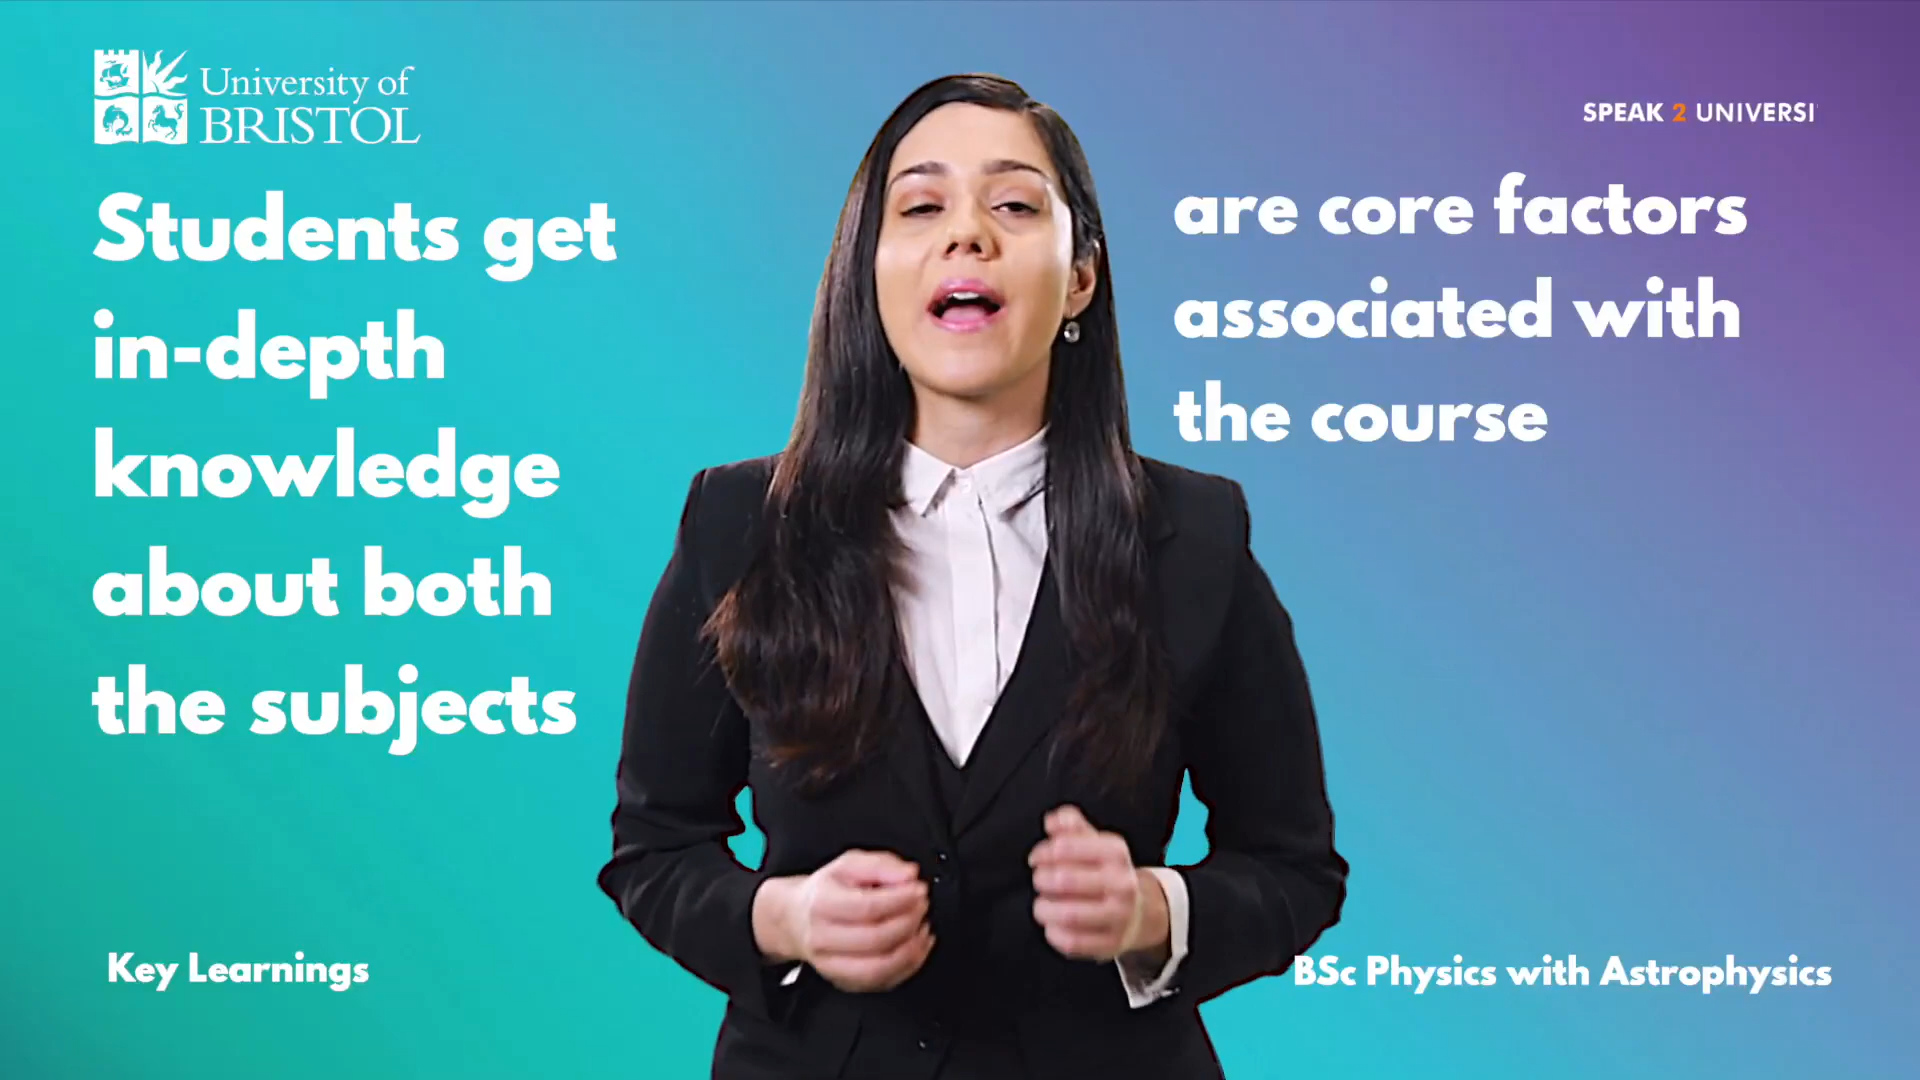 University of
BRISTOL
SPEAK 2 UNIVERSI
Students get
in-depth
knowledge
about both
the subjects
are core factors
associated with
the course
Key Learnings
BSc Physics with Astrophysics